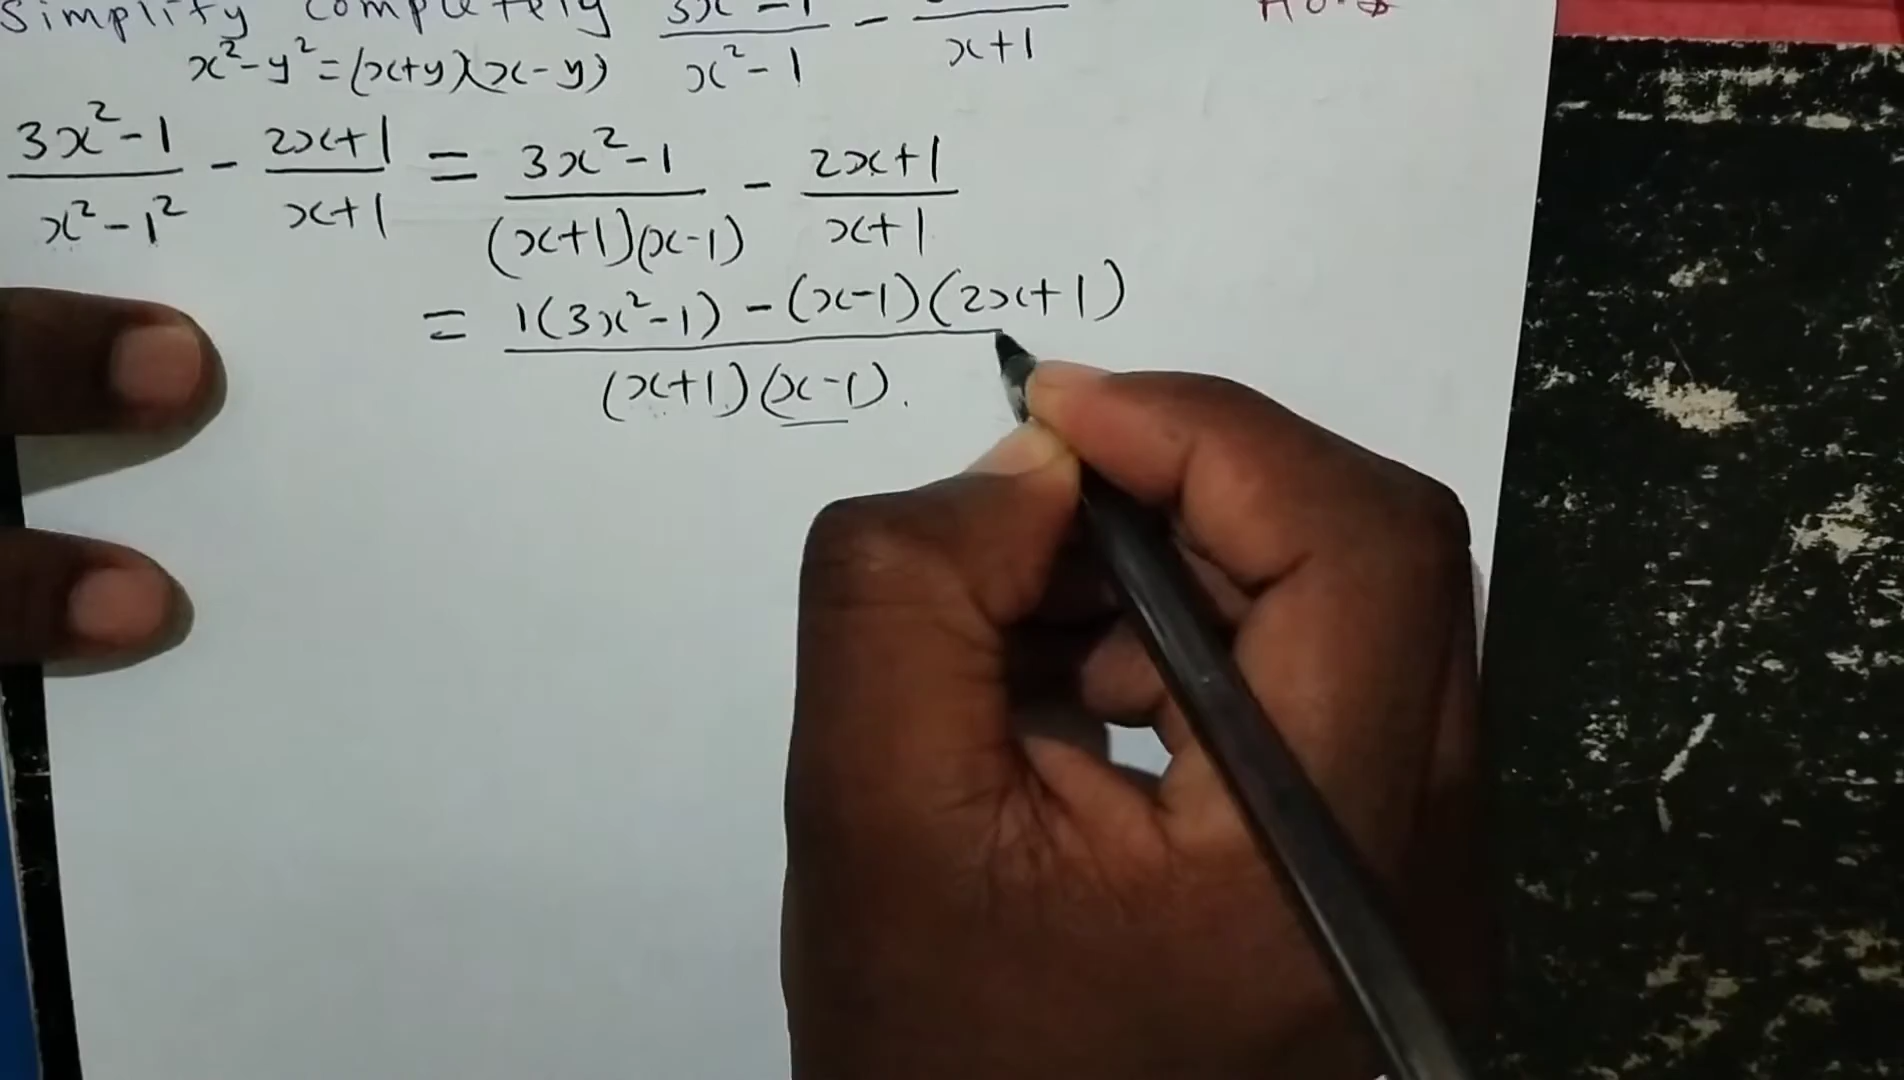 Simplify completely 3x² - 1 / x² - 1 - / x+1
x² - y² = (x+y)(x-y)
3x² - 1 / x² - 1² - 2x+1 / x+1 = 3x² - 1 / (x+1)(x-1) - 2x+1 / x+1
= 1(3x² - 1) - (x-1)(2x+1) / (x+1)(x-1).